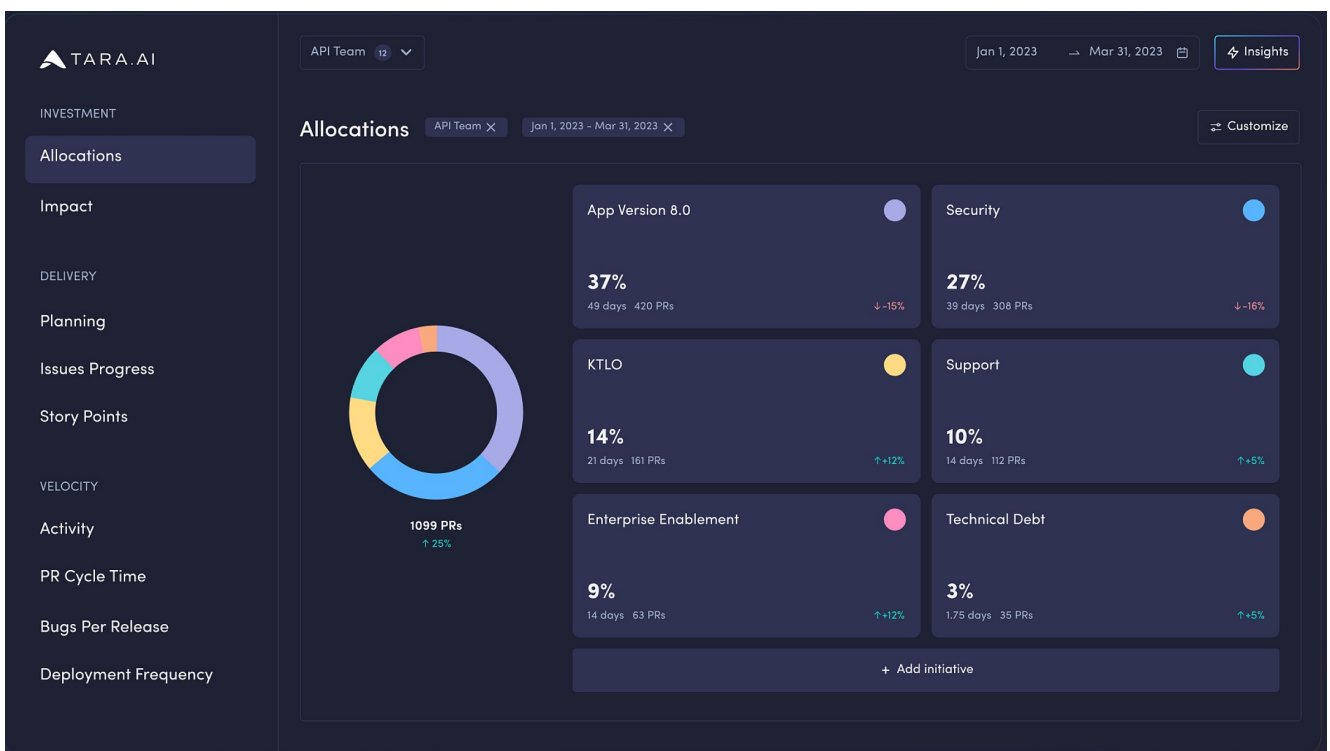 TARA.AI
INVESTMENT
Allocations
Impact
DELIVERY
Planning
Issues Progress
Story Points
VELOCITY
Activity
PR Cycle Time
Bugs Per Release
Deployment Frequency
API Team 12
Jan 1, 2023 → Mar 31, 2023
Insights
Allocations
API Team ×
Jan 1, 2023 - Mar 31, 2023 ×
Customize
1099 PRs
↑ 25%
App Version 8.0
37%
49 days 420 PRs ↓-15%
Security
27%
39 days 308 PRs ↓-16%
KTLO
14%
21 days 161 PRs ↑+12%
Support
10%
14 days 112 PRs ↑+5%
Enterprise Enablement
9%
14 days 63 PRs ↑+12%
Technical Debt
3%
1.75 days 35 PRs ↑+5%
+ Add initiative